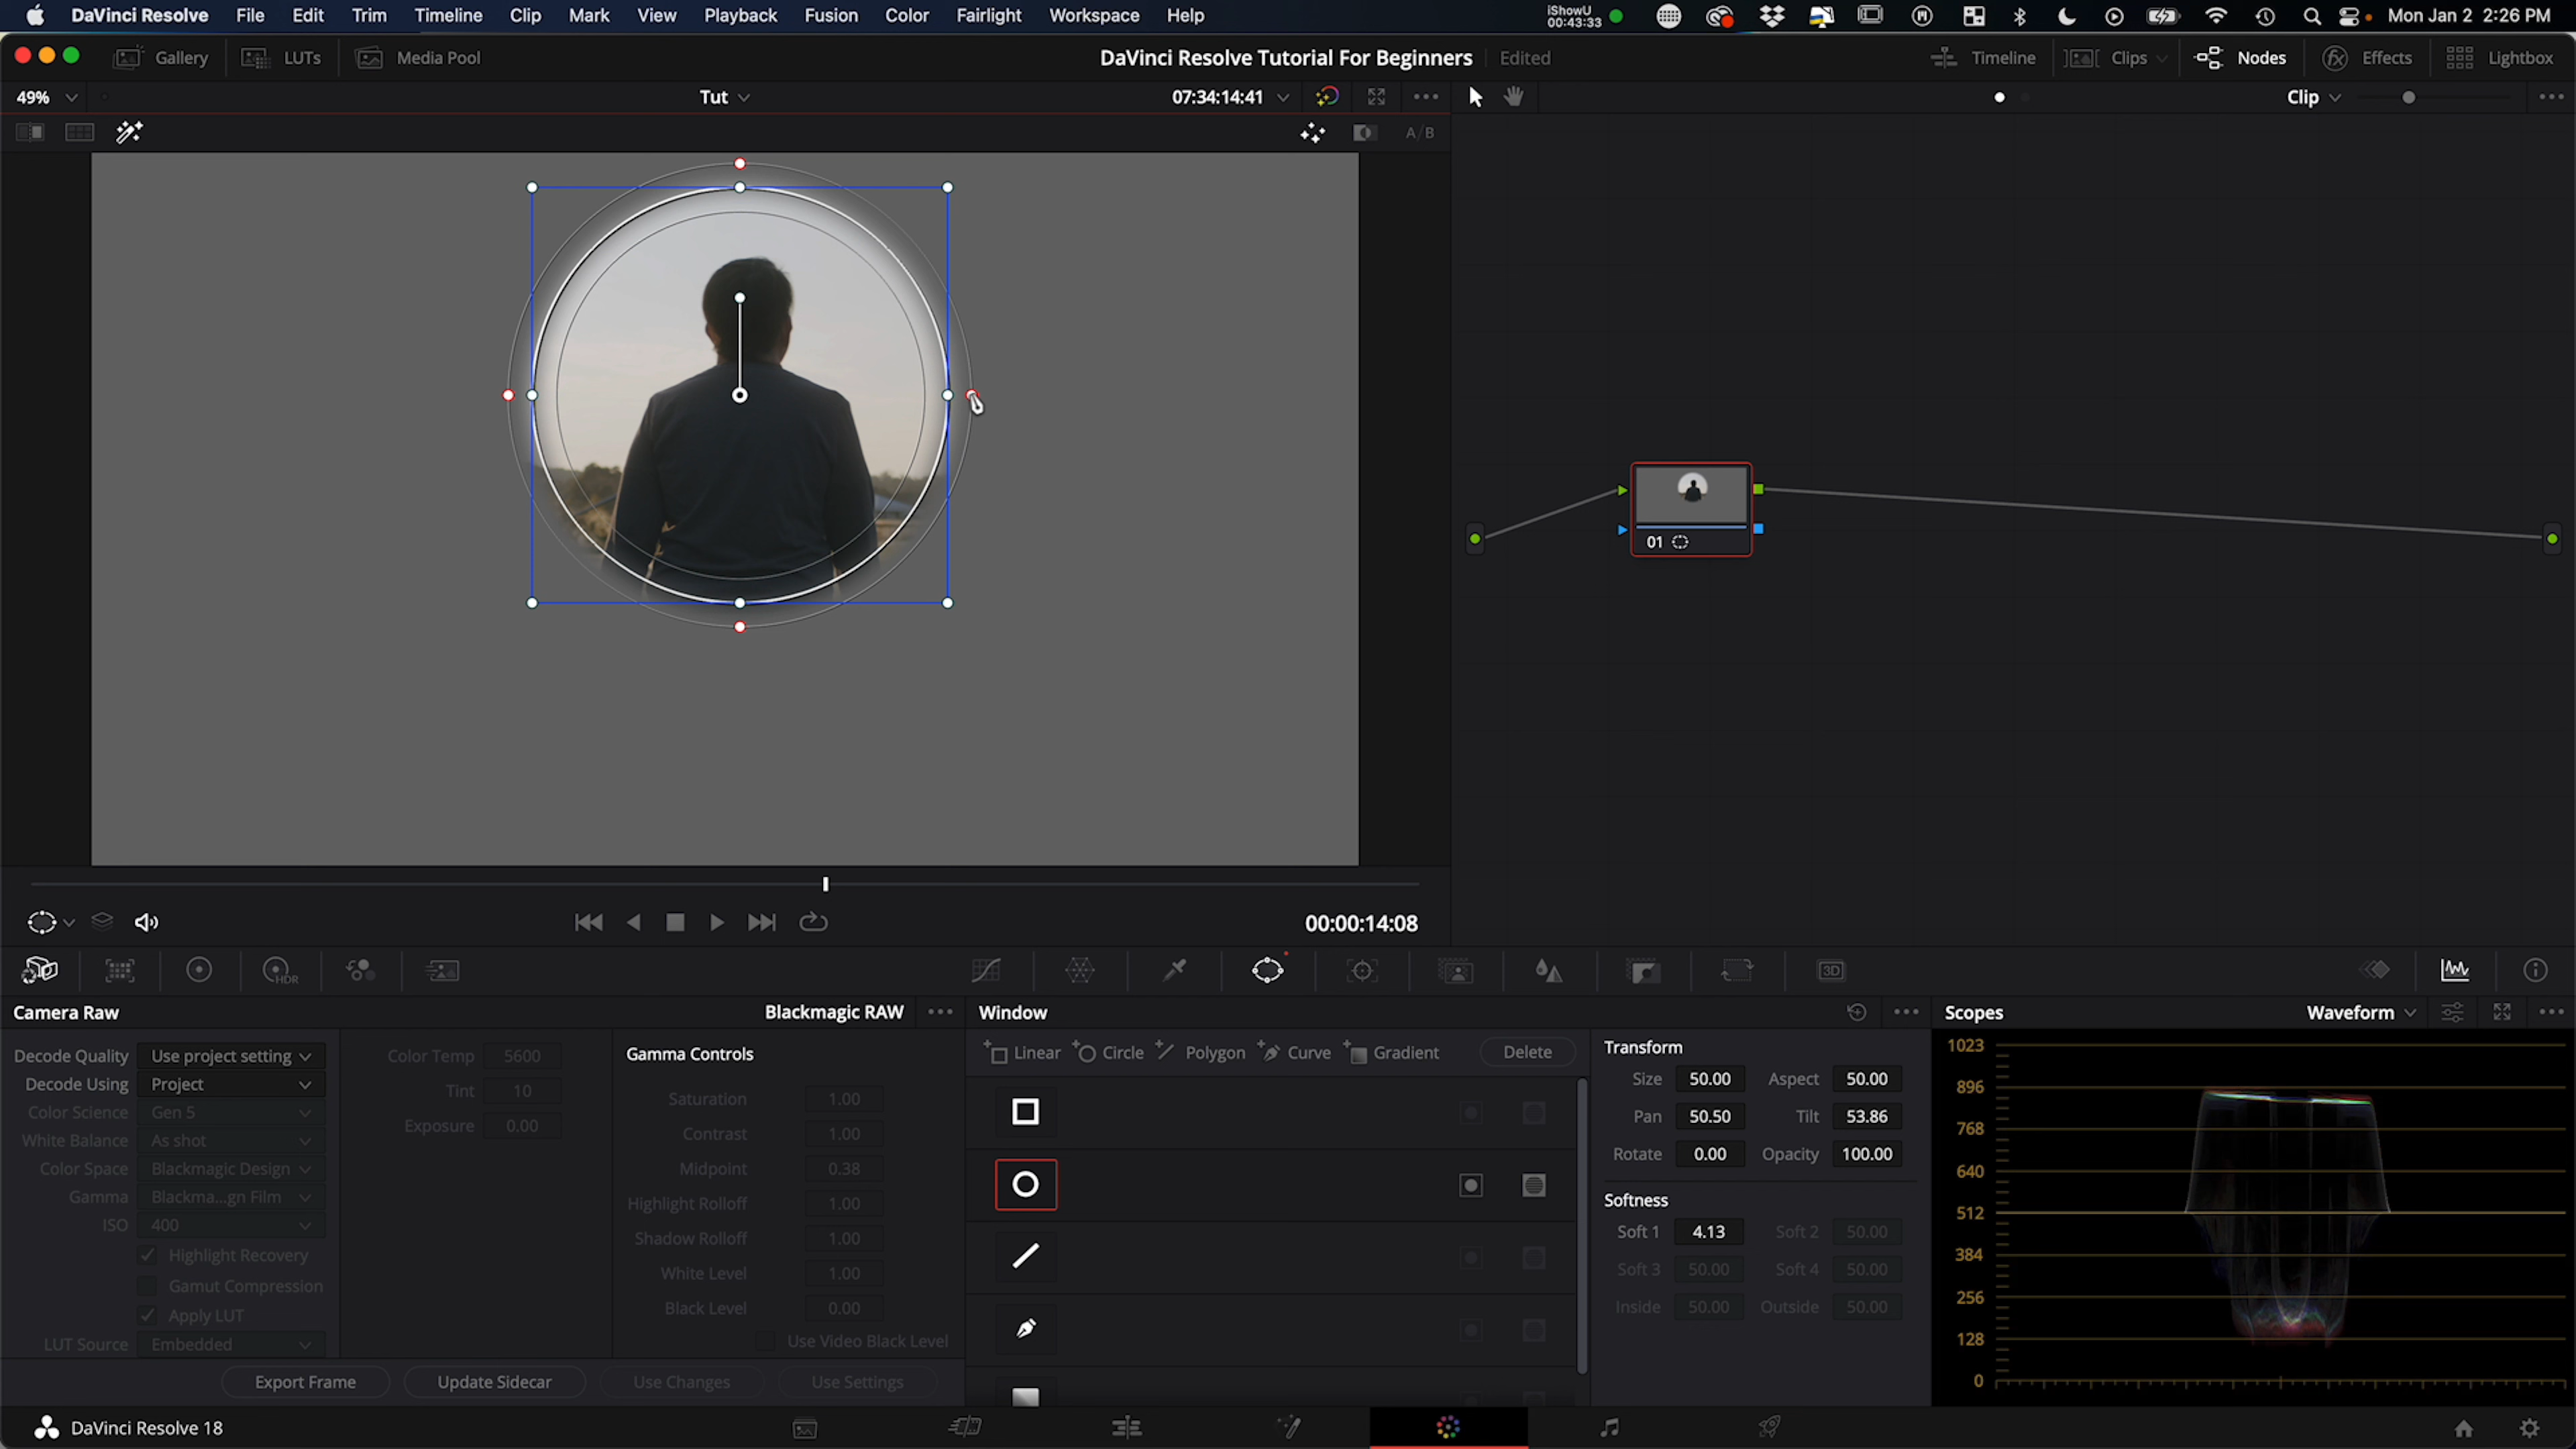 DaVinci Resolve File Edit Trim Timeline Clip Mark View Playback Fusion Color Fairlight Workspace Help iShowU 00:43:33 Mon Jan 2 2:26 PM
Gallery LUTs Media Pool DaVinci Resolve Tutorial For Beginners Edited Timeline Clips Nodes Effects Lightbox
49% Tut 07:34:14:41 Clip
A/B
01
00:00:14:08
HDR 3D
Camera Raw Blackmagic RAW Window Scopes Waveform
Decode Quality Use project setting Color Temp 5600 Gamma Controls Linear Circle Polygon Curve Gradient Delete Transform 1023
Decode Using Project Tint 10 Saturation 1.00 Size 50.00 Aspect 50.00 896
Color Science Gen 5 Exposure 0.00 Contrast 1.00 Pan 50.50 Tilt 53.86 768
White Balance As shot Midpoint 0.38 Rotate 0.00 Opacity 100.00 640
Color Space Blackmagic Design Highlight Rolloff 1.00 Softness 512
Gamma Blackma...gn Film Shadow Rolloff 1.00 Soft 1 4.13 Soft 2 50.00 384
ISO 400 White Level 1.00 Soft 3 50.00 Soft 4 50.00 256
Highlight Recovery Black Level 0.00 Inside 50.00 Outside 50.00 128
Gamut Compression Use Video Black Level 0
Apply LUT
LUT Source Embedded
Export Frame Update Sidecar Use Changes Use Settings
DaVinci Resolve 18